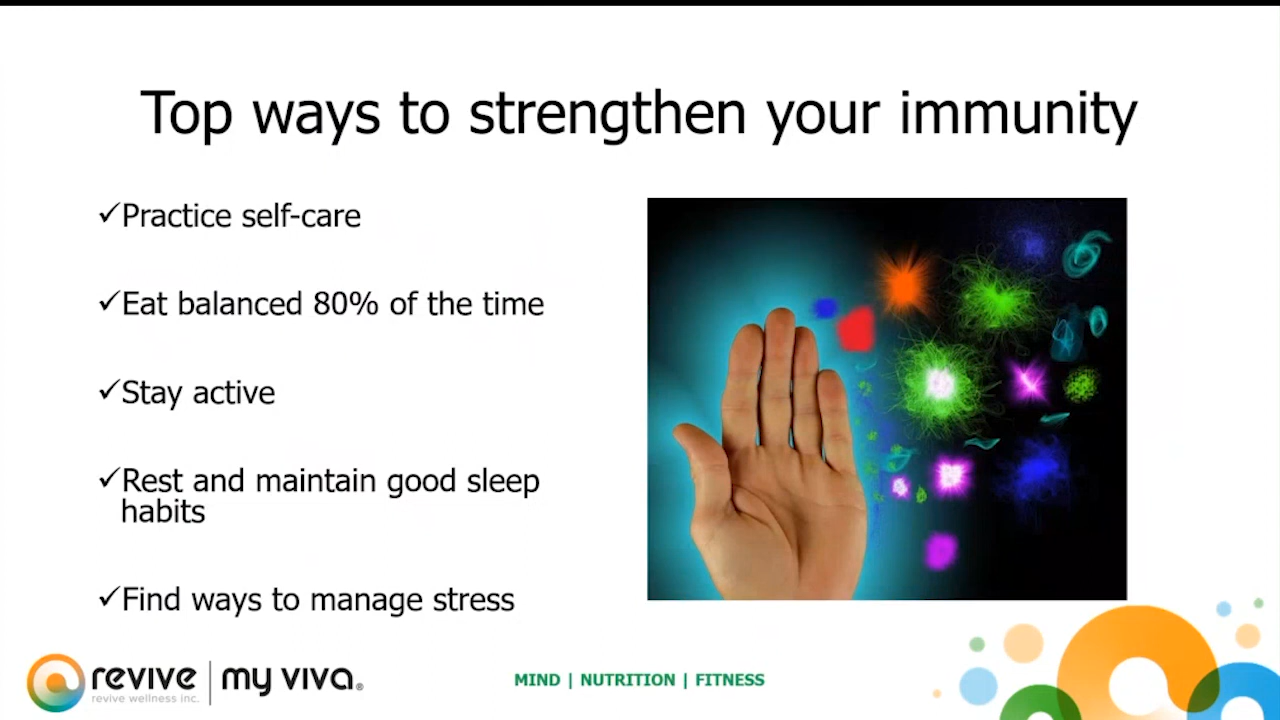 Top ways to strengthen your immunity
✓Practice self-care
✓Eat balanced 80% of the time
✓Stay active
✓Rest and maintain good sleep
habits
✓Find ways to manage stress
revive | my viva®
revive wellness inc.
MIND | NUTRITION | FITNESS